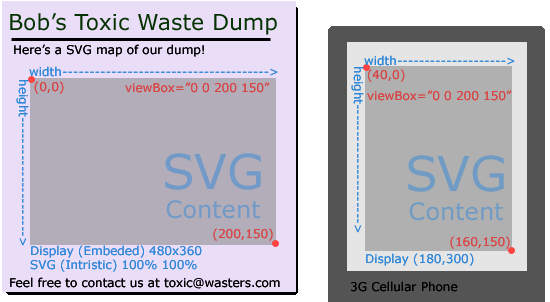 Bob's Toxic Waste Dump
Here's a SVG map of our dump!
width
height
(0,0)
viewBox="0 0 200 150"
SVG
Content
(200,150)
Display (Embeded) 480x360
SVG (Intristic) 100% 100%
Feel free to contact us at toxic@wasters.com
width
height
(40,0)
viewBox="0 0 200 150"
SVG
Content
(160,150)
Display (180,300)
3G Cellular Phone